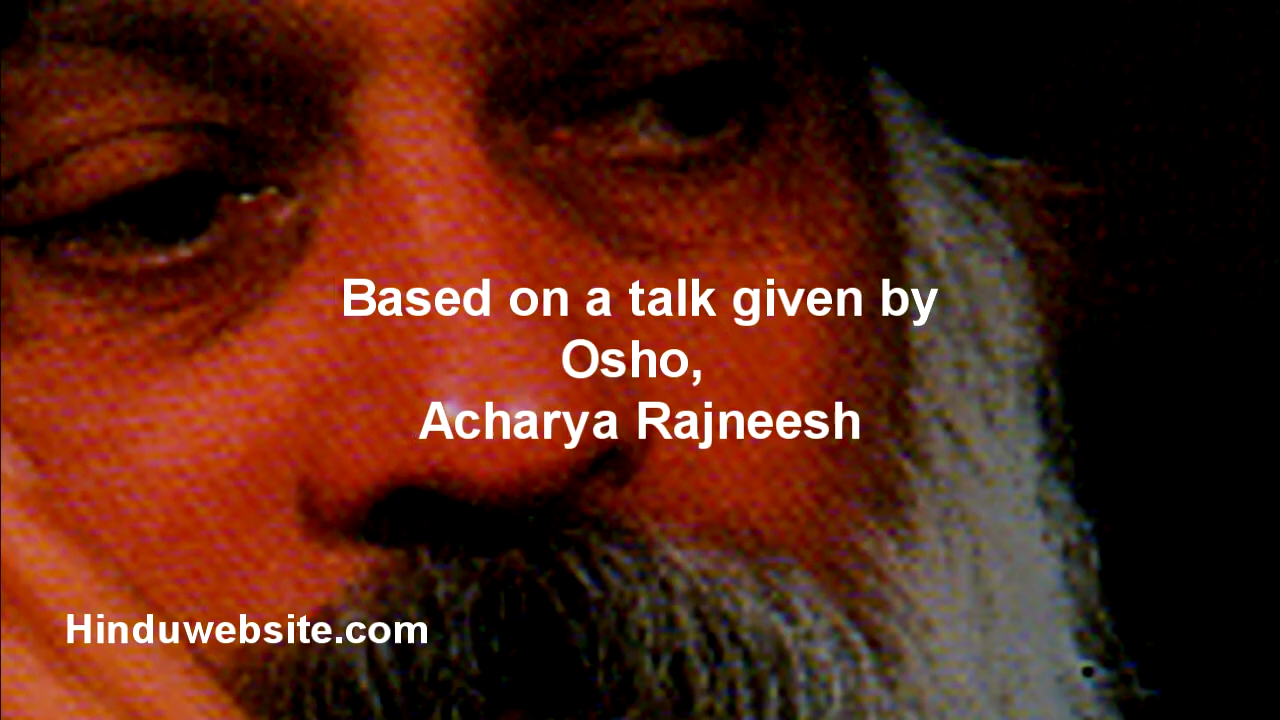 Based on a talk given by
Osho,
Acharya Rajneesh
Hinduwebsite.com